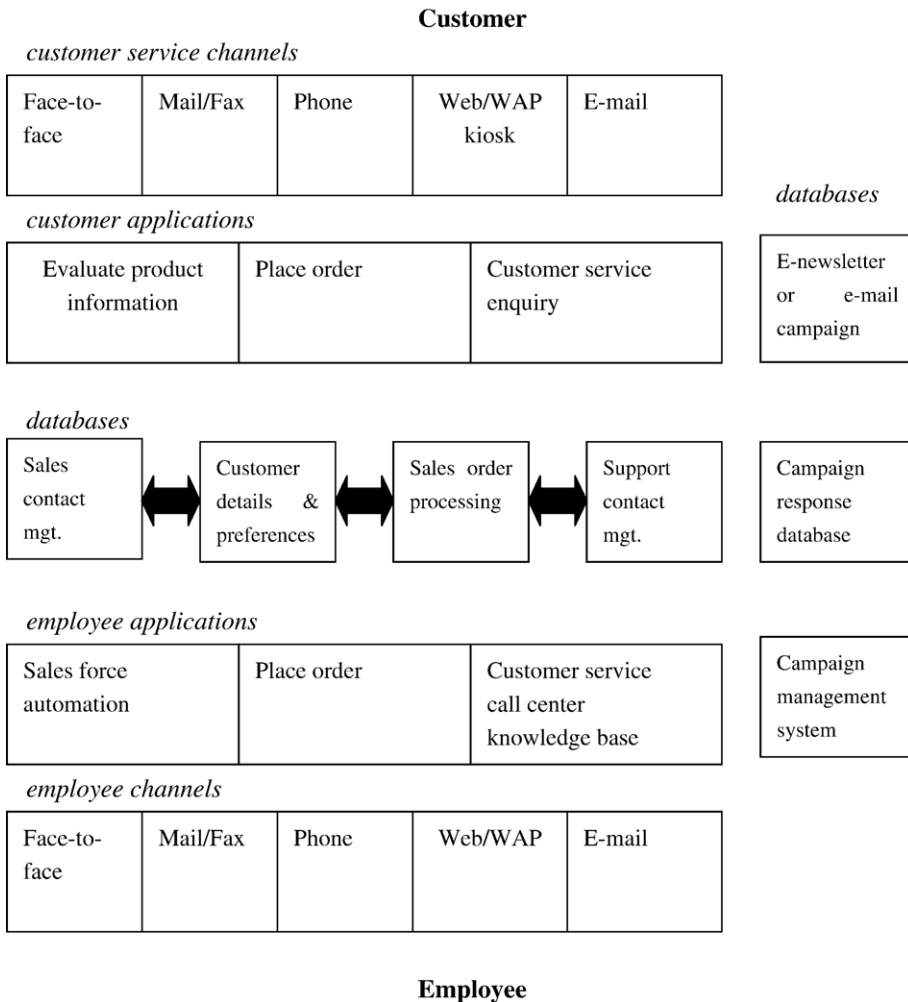 Customer
customer service channels
Face-to-
face
Mail/Fax
Phone
Web/WAP
kiosk
E-mail
databases
customer applications
Evaluate product
information
Place order
Customer service
enquiry
E-newsletter
or e-mail
campaign
databases
Sales
contact
mgt.
Customer
details &
preferences
Sales order
processing
Support
contact
mgt.
Campaign
response
database
employee applications
Sales force
automation
Place order
Customer service
call center
knowledge base
Campaign
management
system
employee channels
Face-to-
face
Mail/Fax
Phone
Web/WAP
E-mail
Employee